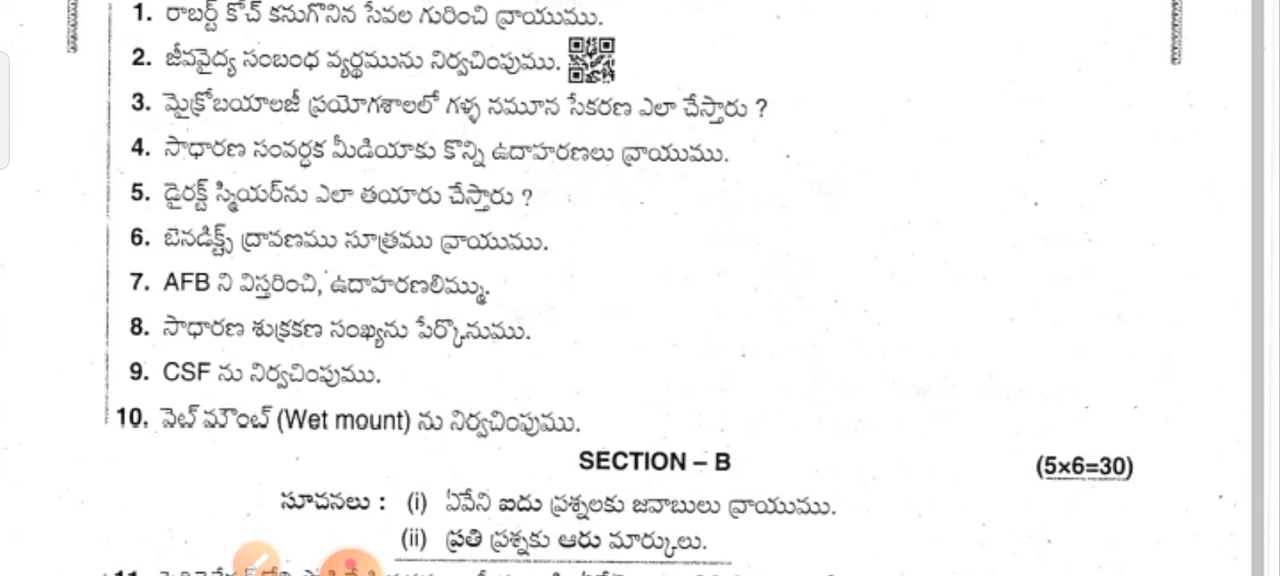 1. రాబర్ట్ కోచ్ కనుగొనిన సేవల గురించి వ్రాయుము.
2. జీవవైద్య సంబంధ వ్యర్థమును నిర్వచింపుము.
3. మైక్రోబయాలజీ ప్రయోగశాలలో గళ్ళ నమూన సేకరణ ఎలా చేస్తారు ?
4. సాధారణ సంవర్ధక మీడియాకు కొన్ని ఉదాహరణలు వ్రాయుము.
5. డైరక్ట్ స్మియర్‌ను ఎలా తయారు చేస్తారు ?
6. బెనడిక్ట్స్ ద్రావణము సూత్రము వ్రాయుము.
7. AFB ని విస్తరించి, ఉదాహరణలిమ్ము.
8. సాధారణ శుక్రకణ సంఖ్యను పేర్కొనుము.
9. CSF ను నిర్వచింపుము.
10. వెట్ మౌంట్ (Wet mount) ను నిర్వచింపుము.
SECTION – B (5×6=30)
సూచనలు : (i) ఏవేని ఐదు ప్రశ్నలకు జవాబులు వ్రాయుము.
(ii) ప్రతి ప్రశ్నకు ఆరు మార్కులు.